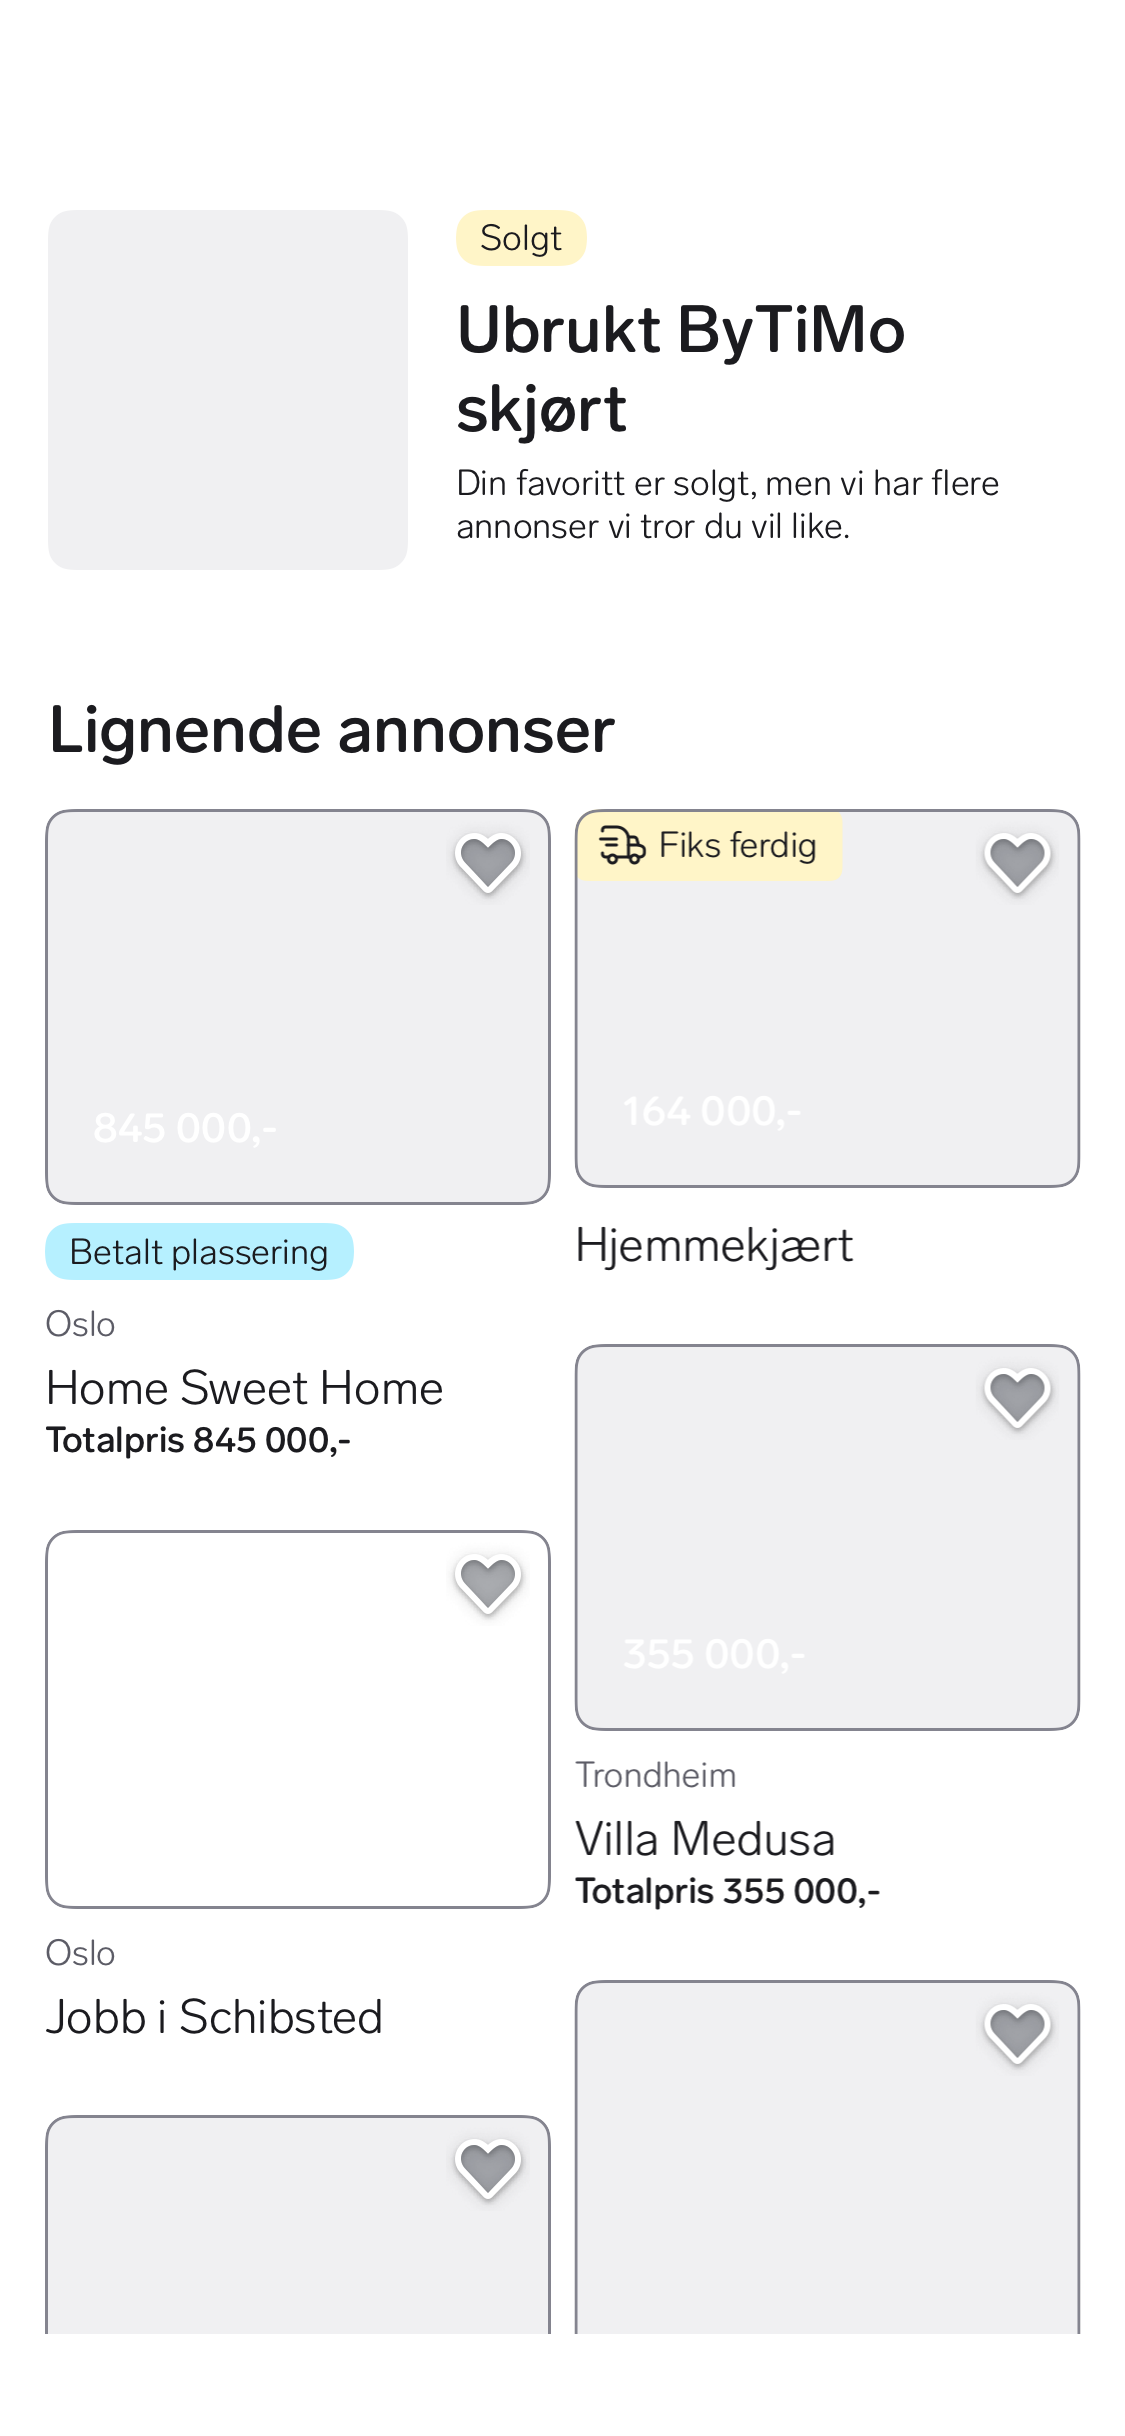 Solgt
Ubrukt ByTiMo
skjørt
Din favoritt er solgt, men vi har flere
annonser vi tror du vil like.
Lignende annonser
845 000,-
Betalt plassering
Oslo
Home Sweet Home
Totalpris 845 000,-
Fiks ferdig
164 000,-
Hjemmekjært
355 000,-
Trondheim
Villa Medusa
Totalpris 355 000,-
Oslo
Jobb i Schibsted